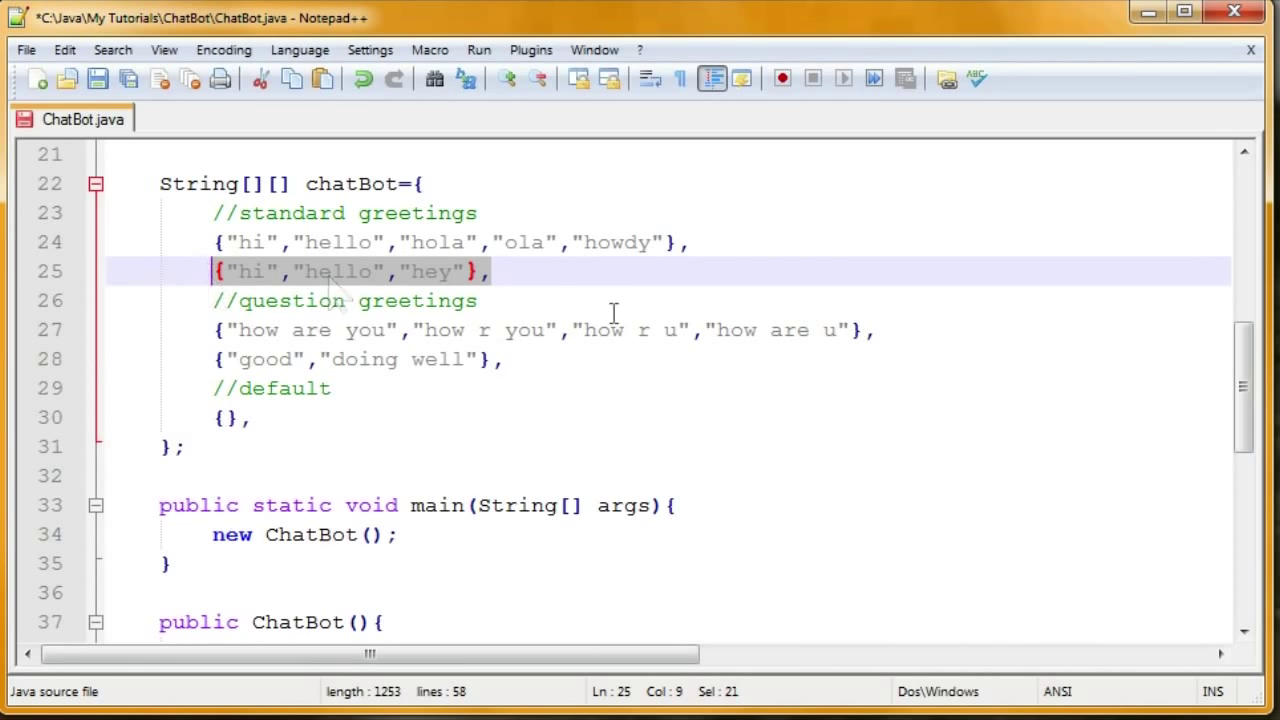 *C:\Java\My Tutorials\ChatBot\ChatBot.java - Notepad++
File Edit Search View Encoding Language Settings Macro Run Plugins Window ? X
ABC
ChatBot.java
21
22 String[][] chatBot={
23 //standard greetings
24 {"hi","hello","hola","ola","howdy"},
25 {"hi","hello","hey"},
26 //question greetings
27 {"how are you","how r you","how r u","how are u"},
28 {"good","doing well"},
29 //default
30 {},
31 };
32
33 public static void main(String[] args){
34 new ChatBot();
35 }
36
37 public ChatBot(){
Java source file length : 1253 lines : 58 Ln : 25 Col : 9 Sel : 21 Dos\Windows ANSI INS